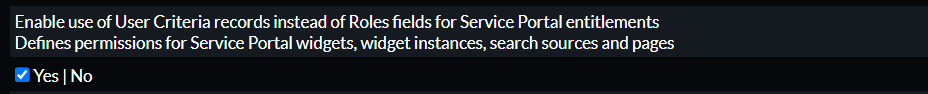 Enable use of User Criteria records instead of Roles fields for Service Portal entitlements
Defines permissions for Service Portal widgets, widget instances, search sources and pages
Yes | No